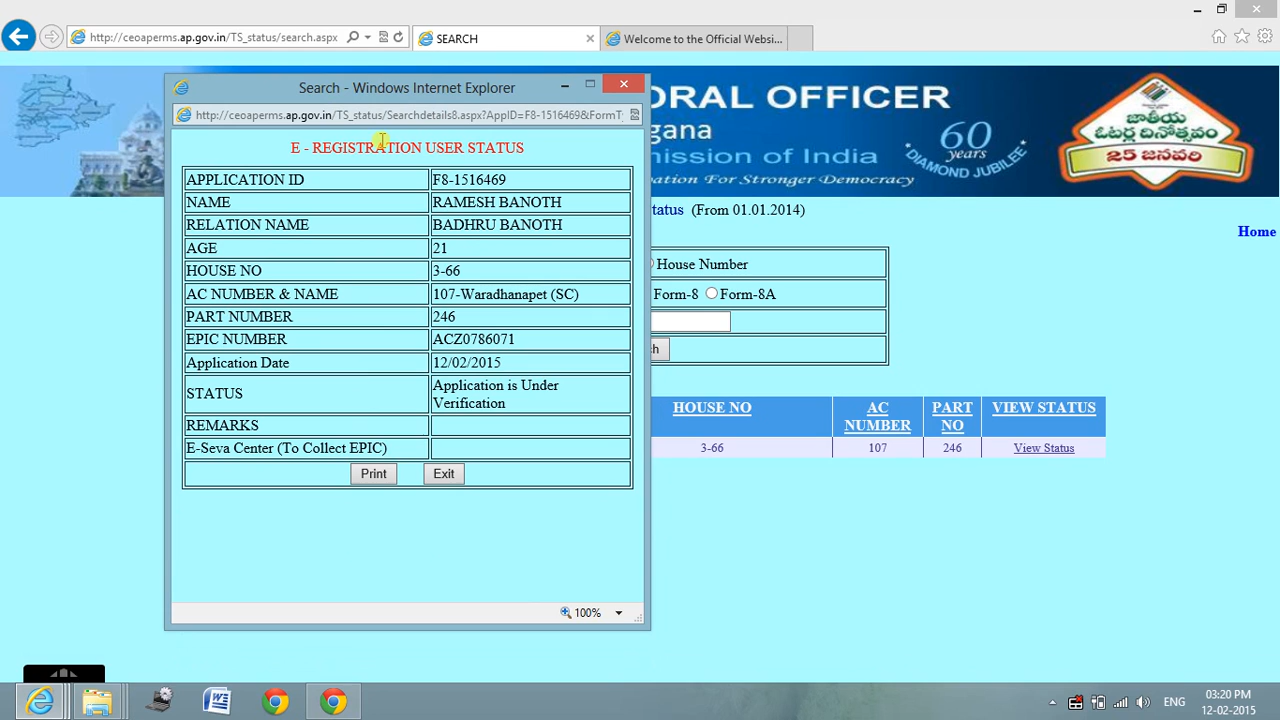 http://ceoaperms.ap.gov.in/TS_status/search.aspx
SEARCH
Welcome to the Official Websi...
Search - Windows Internet Explorer
http://ceoaperms.ap.gov.in/TS_status/Searchdetails8.aspx?AppID=F8-1516469&FormT
ORAL OFFICER
gana
mission of India
pation For Stronger Democracy
60
years
DIAMOND JUBILEE
జాతీయ
ఓటర్ల దినోత్సవం
25 జనవరి
E - REGISTRATION USER STATUS
APPLICATION ID F8-1516469
NAME RAMESH BANOTH
RELATION NAME BADHRU BANOTH
AGE 21
HOUSE NO 3-66
AC NUMBER & NAME 107-Waradhanapet (SC)
PART NUMBER 246
EPIC NUMBER ACZ0786071
Application Date 12/02/2015
STATUS Application is Under
Verification
REMARKS
E-Seva Center (To Collect EPIC)
Print Exit
100%
tatus (From 01.01.2014)
Home
House Number
Form-8 Form-8A
ch
HOUSE NO AC NUMBER PART NO VIEW STATUS
3-66 107 246 View Status
ENG
03:20 PM
12-02-2015